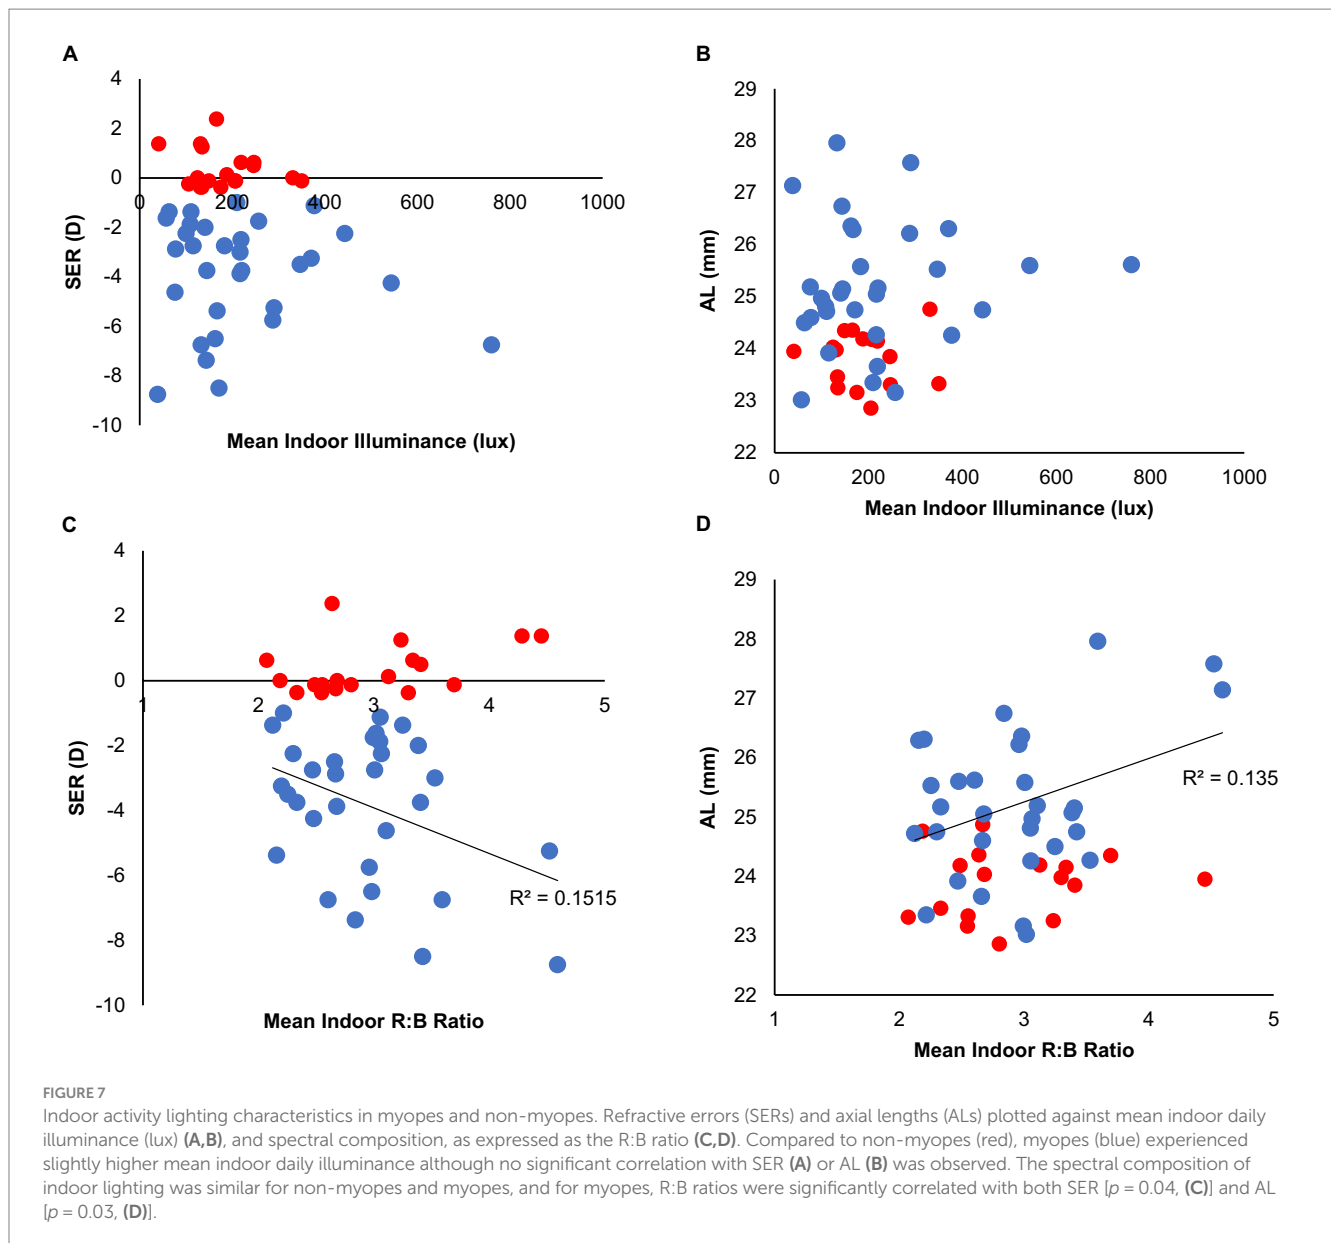 A
4
2
0
-2
-4
-6
-8
-10
0 200 400 600 800 1000
SER (D)
Mean Indoor Illuminance (lux)
B
29
28
27
26
25
24
23
22
0 200 400 600 800 1000
AL (mm)
Mean Indoor Illuminance (lux)
C
4
2
0
-2
-4
-6
-8
-10
1 2 3 4 5
SER (D)
R² = 0.1515
Mean Indoor R:B Ratio
D
29
28
27
26
25
24
23
22
1 2 3 4 5
AL (mm)
R² = 0.135
Mean Indoor R:B Ratio
FIGURE 7
Indoor activity lighting characteristics in myopes and non-myopes. Refractive errors (SERs) and axial lengths (ALs) plotted against mean indoor daily
illuminance (lux) (A,B), and spectral composition, as expressed as the R:B ratio (C,D). Compared to non-myopes (red), myopes (blue) experienced
slightly higher mean indoor daily illuminance although no significant correlation with SER (A) or AL (B) was observed. The spectral composition of
indoor lighting was similar for non-myopes and myopes, and for myopes, R:B ratios were significantly correlated with both SER [p = 0.04, (C)] and AL
[p = 0.03, (D)].